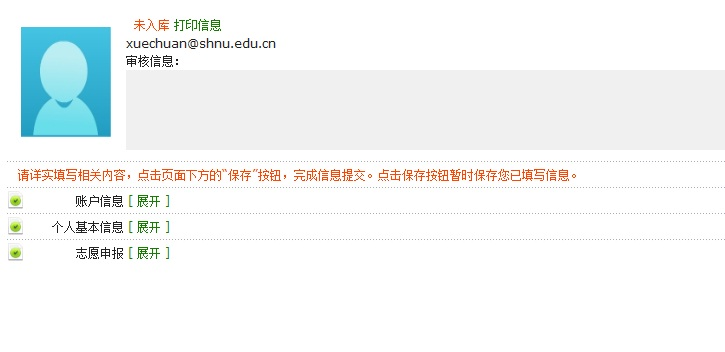 未入库 打印信息
xuechuan@shnu.edu.cn
审核信息：
请详实填写相关内容，点击页面下方的“保存”按钮，完成信息提交。点击保存按钮暂时保存您已填写信息。
账户信息 [ 展开 ]
个人基本信息 [ 展开 ]
志愿申报 [ 展开 ]